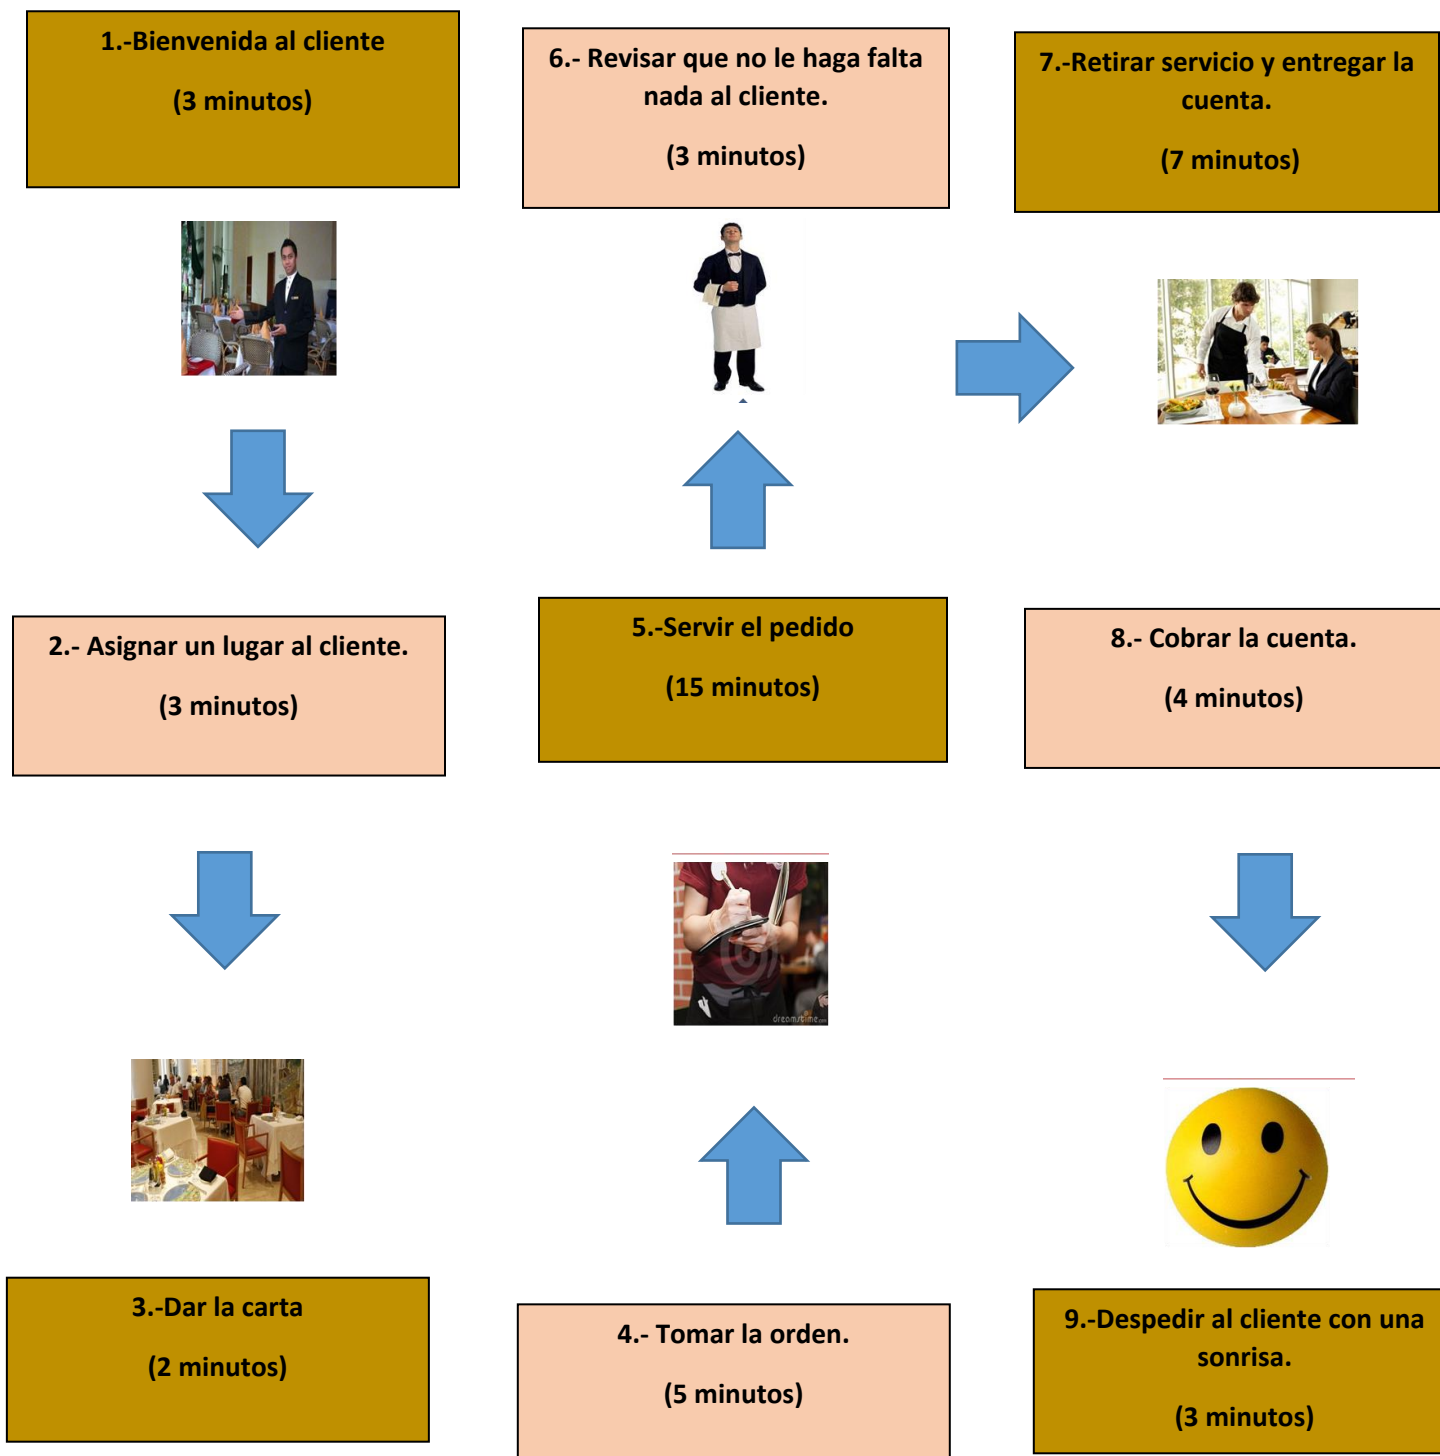 1.-Bienvenida al cliente
(3 minutos)
2.- Asignar un lugar al cliente.
(3 minutos)
3.-Dar la carta
(2 minutos)
4.- Tomar la orden.
(5 minutos)
5.-Servir el pedido
(15 minutos)
6.- Revisar que no le haga falta
nada al cliente.
(3 minutos)
7.-Retirar servicio y entregar la
cuenta.
(7 minutos)
8.- Cobrar la cuenta.
(4 minutos)
9.-Despedir al cliente con una
sonrisa.
(3 minutos)
dreamstime.com